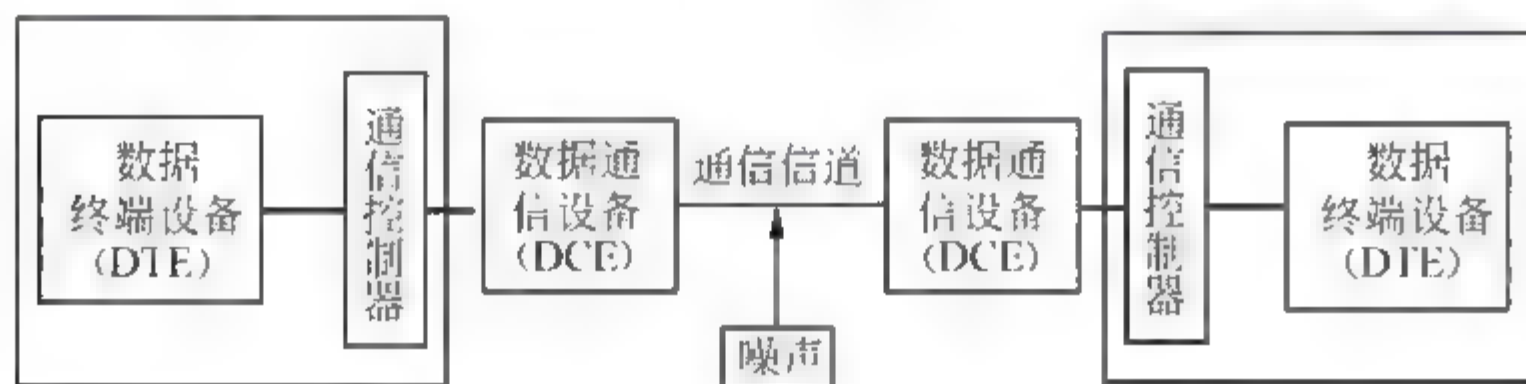 数据
终端设备
(DTE)
通信控制器
数据通
信设备
(DCE)
通信信道
噪声
数据通
信设备
(DCE)
通信控制器
数据
终端设备
(DTE)